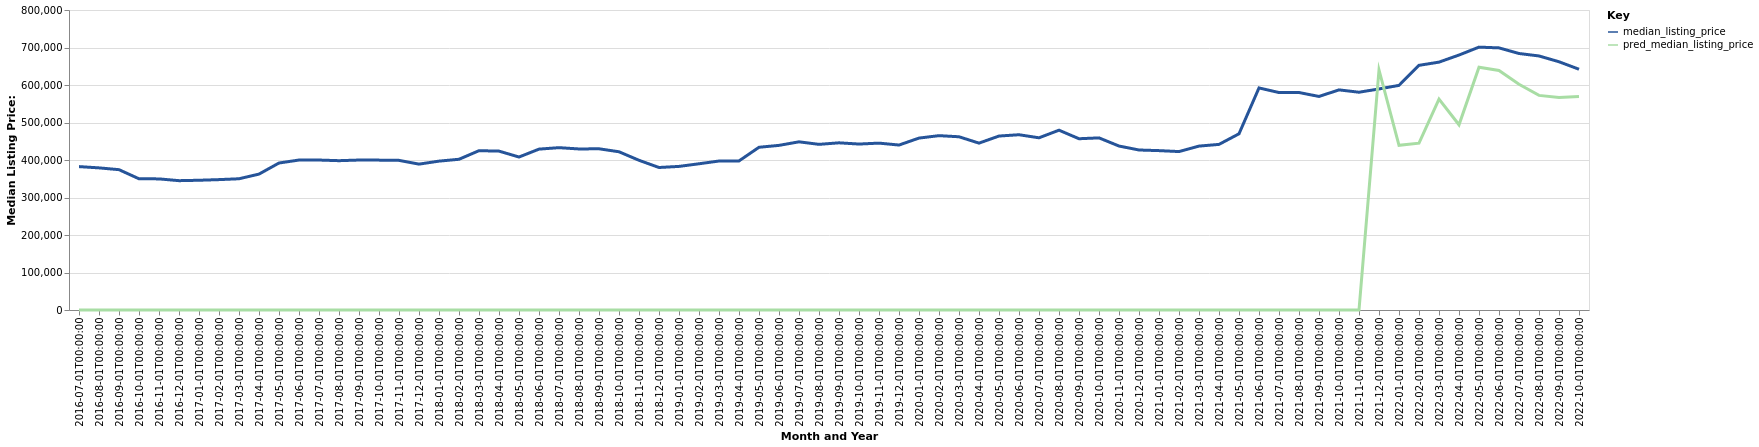 800,000
700,000
600,000
500,000
400,000
300,000
200,000
100,000
0
Median Listing Price:
2016-07-01T00:00:00
2016-08-01T00:00:00
2016-09-01T00:00:00
2016-10-01T00:00:00
2016-11-01T00:00:00
2016-12-01T00:00:00
2017-01-01T00:00:00
2017-02-01T00:00:00
2017-03-01T00:00:00
2017-04-01T00:00:00
2017-05-01T00:00:00
2017-06-01T00:00:00
2017-07-01T00:00:00
2017-08-01T00:00:00
2017-09-01T00:00:00
2017-10-01T00:00:00
2017-11-01T00:00:00
2017-12-01T00:00:00
2018-01-01T00:00:00
2018-02-01T00:00:00
2018-03-01T00:00:00
2018-04-01T00:00:00
2018-05-01T00:00:00
2018-06-01T00:00:00
2018-07-01T00:00:00
2018-08-01T00:00:00
2018-09-01T00:00:00
2018-10-01T00:00:00
2018-11-01T00:00:00
2018-12-01T00:00:00
2019-01-01T00:00:00
2019-02-01T00:00:00
2019-03-01T00:00:00
2019-04-01T00:00:00
2019-05-01T00:00:00
2019-06-01T00:00:00
2019-07-01T00:00:00
2019-08-01T00:00:00
2019-09-01T00:00:00
2019-10-01T00:00:00
2019-11-01T00:00:00
2019-12-01T00:00:00
2020-01-01T00:00:00
2020-02-01T00:00:00
2020-03-01T00:00:00
2020-04-01T00:00:00
2020-05-01T00:00:00
2020-06-01T00:00:00
2020-07-01T00:00:00
2020-08-01T00:00:00
2020-09-01T00:00:00
2020-10-01T00:00:00
2020-11-01T00:00:00
2020-12-01T00:00:00
2021-01-01T00:00:00
2021-02-01T00:00:00
2021-03-01T00:00:00
2021-04-01T00:00:00
2021-05-01T00:00:00
2021-06-01T00:00:00
2021-07-01T00:00:00
2021-08-01T00:00:00
2021-09-01T00:00:00
2021-10-01T00:00:00
2021-11-01T00:00:00
2021-12-01T00:00:00
2022-01-01T00:00:00
2022-02-01T00:00:00
2022-03-01T00:00:00
2022-04-01T00:00:00
2022-05-01T00:00:00
2022-06-01T00:00:00
2022-07-01T00:00:00
2022-08-01T00:00:00
2022-09-01T00:00:00
2022-10-01T00:00:00
Month and Year
Key
median_listing_price
pred_median_listing_price